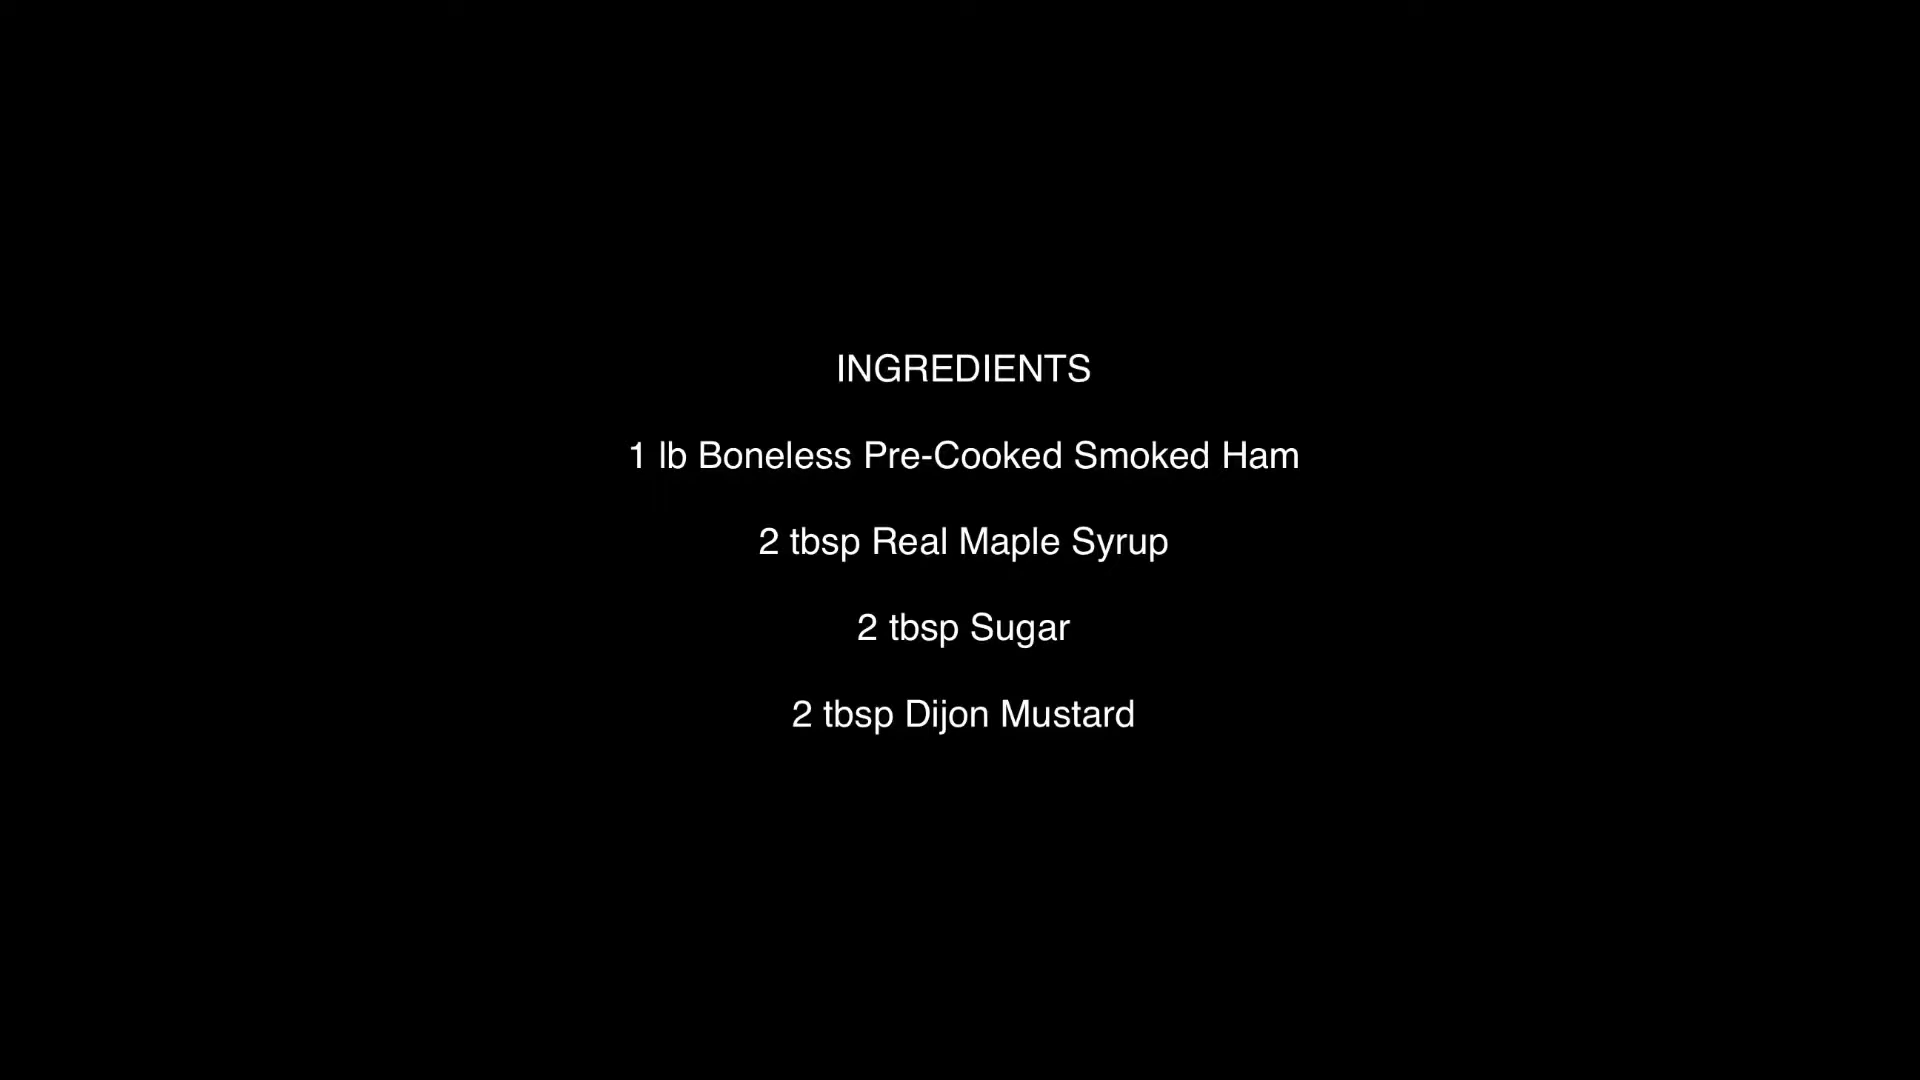 INGREDIENTS
1 lb Boneless Pre-Cooked Smoked Ham
2 tbsp Real Maple Syrup
2 tbsp Sugar
2 tbsp Dijon Mustard